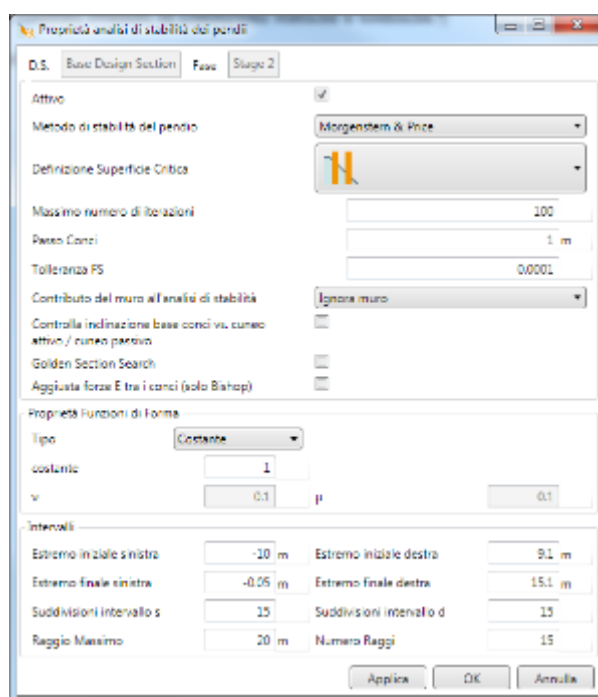 Proprietà analisi di stabilità dei pendii
D.S. Base Design Section Fase Stage 2
Attivo
Metodo di stabilità del pendio Morgenstern & Price
Definizione Superficie Critica
Massimo numero di iterazioni 100
Passo Conci 1 m
Tolleranza FS 0.0001
Contributo del muro all'analisi di stabilità Ignora muro
Controlla inclinazione base conci vs. cuneo
attivo / cuneo passivo
Golden Section Search
Aggiusta forze E tra i conci (solo Bishop)
Proprietà Funzioni di Forma
Tipo Costante
costante 1
ν 0.1 μ 0.1
Intervalli
Estremo iniziale sinistra -10 m Estremo iniziale destra 9.1 m
Estremo finale sinistra -0.05 m Estremo finale destra 15.1 m
Suddivisioni intervallo s 15 Suddivisioni intervallo d 15
Raggio Massimo 20 m Numero Raggi 15
Applica OK Annulla